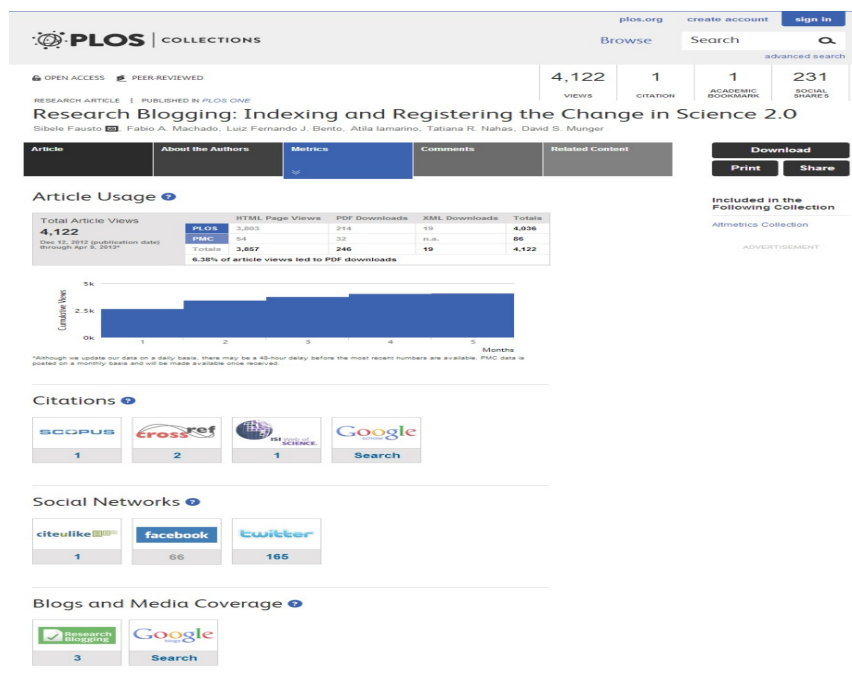 plos.org create account sign in
PLOS | COLLECTIONS
Browse Search
advanced search
OPEN ACCESS PEER-REVIEWED
4,122 1 1 231
VIEWS CITATION ACADEMIC BOOKMARK SOCIAL SHARES
RESEARCH ARTICLE | PUBLISHED IN PLOS ONE
Research Blogging: Indexing and Registering the Change in Science 2.0
Sibele Fausto, Fabio A. Machado, Luiz Fernando J. Bento, Atila Iamarino, Tatiana R. Nahas, David S. Munger
Article About the Authors Metrics Comments Related Content
Download
Print Share
Included in the
Following Collection
Altmetrics Collection
ADVERTISEMENT
Article Usage ?
Total Article Views
4,122
Dec 12, 2012 (publication date)
through Apr 5, 2013*
HTML Page Views PDF Downloads XML Downloads Totals
PLOS 3,803 214 19 4,036
PMC 54 32 n.a. 86
Totals 3,857 246 19 4,122
6.38% of article views led to PDF downloads
Cumulative Views
5k
2.5k
0k
1 2 3 4 5
Months
*Although we update our data on a daily basis, there may be a 48-hour delay before the most recent numbers are available. PMC data is
posted on a monthly basis and will be made available once received.
Citations ?
SCOPUS crossref ISI Web of SCIENCE. Google scholar
1 2 1 Search
Social Networks ?
citeulike facebook twitter
1 66 165
Blogs and Media Coverage ?
Research Blogging Google blogs
3 Search